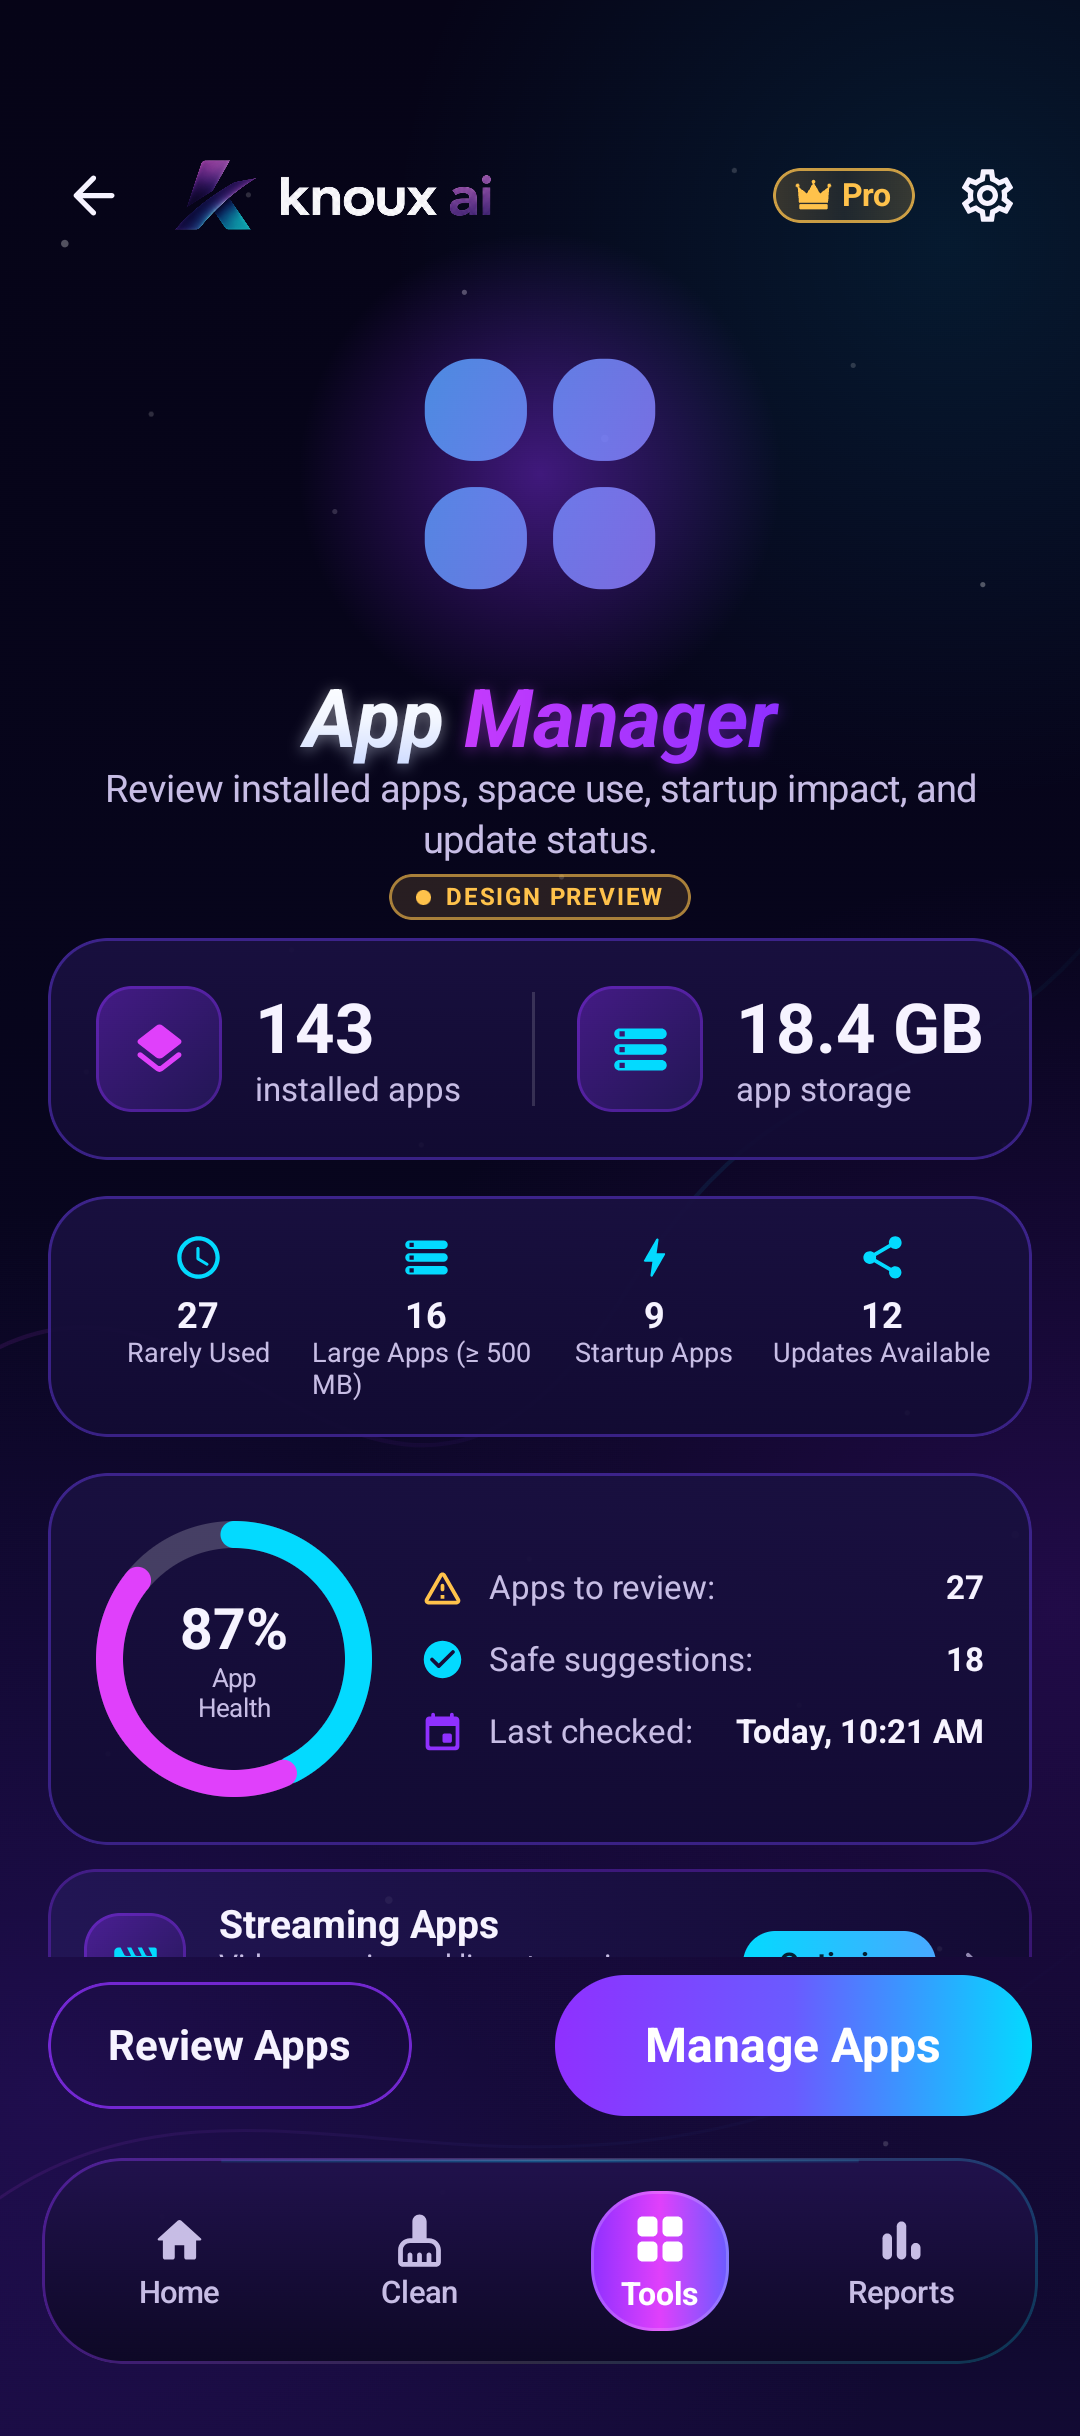 knoux ai
Pro
App Manager
Review installed apps, space use, startup impact, and
update status.
DESIGN PREVIEW
143
installed apps
18.4 GB
app storage
27
Rarely Used
16
Large Apps (≥ 500
MB)
9
Startup Apps
12
Updates Available
87%
App
Health
Apps to review: 27
Safe suggestions: 18
Last checked: Today, 10:21 AM
Streaming Apps
Review Apps
Manage Apps
Home
Clean
Tools
Reports